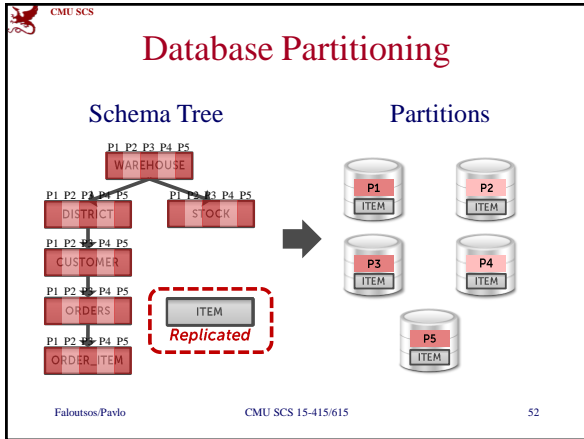 CMU SCS
Database Partitioning
Schema Tree
Partitions
P1 P2 P3 P4 P5
WAREHOUSE
P1 P2 P3 P4 P5
DISTRICT
P1 P2 P3 P4 P5
STOCK
P1 P2 P3 P4 P5
CUSTOMER
P1 P2 P3 P4 P5
ORDERS
P1 P2 P3 P4 P5
ORDER_ITEM
ITEM
Replicated
P1
ITEM
P2
ITEM
P3
ITEM
P4
ITEM
P5
ITEM
Faloutsos/Pavlo
CMU SCS 15-415/615
52